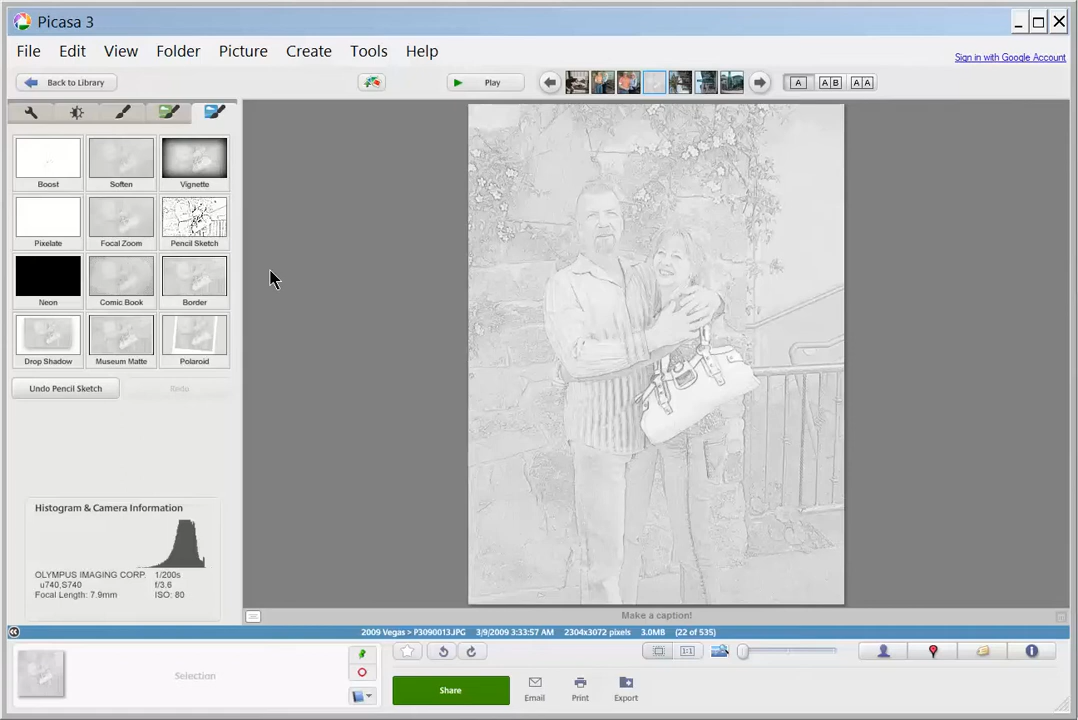 Picasa 3
File Edit View Folder Picture Create Tools Help
Sign in with Google Account
Back to Library Play A AB AA
Boost Soften Vignette
Pixelate Focal Zoom Pencil Sketch
Neon Comic Book Border
Drop Shadow Museum Matte Polaroid
Undo Pencil Sketch Redo
Histogram & Camera Information
OLYMPUS IMAGING CORP. 1/200s
u740,S740 f/3.6
Focal Length: 7.9mm ISO: 80
Make a caption!
2009 Vegas > P3090013.JPG 3/9/2009 3:33:57 AM 2304x3072 pixels 3.0MB (22 of 535)
1:1
Selection
Share Email Print Export